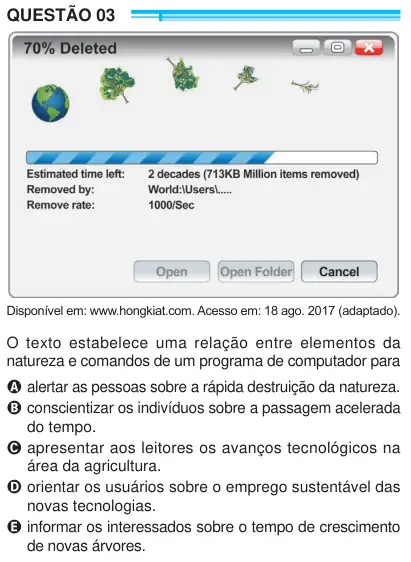 QUESTÃO 03
70% Deleted
Estimated time left: 2 decades (713KB Million items removed)
Removed by: World:\Users\.....
Remove rate: 1000/Sec
Open Open Folder Cancel
Disponível em: www.hongkiat.com. Acesso em: 18 ago. 2017 (adaptado).
O texto estabelece uma relação entre elementos da
natureza e comandos de um programa de computador para
A alertar as pessoas sobre a rápida destruição da natureza.
B conscientizar os indivíduos sobre a passagem acelerada
do tempo.
C apresentar aos leitores os avanços tecnológicos na
área da agricultura.
D orientar os usuários sobre o emprego sustentável das
novas tecnologias.
E informar os interessados sobre o tempo de crescimento
de novas árvores.